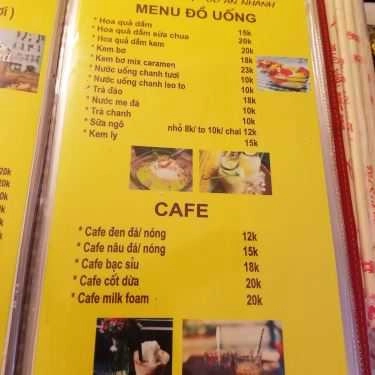 ĐỒ ĂN NHANH
MENU ĐỒ UỐNG
* Hoa quả dầm 15k
* Hoa quả dầm sữa chua 20k
* Hoa quả dầm kem 20k
* Kem bơ 18k
* Kem bơ mix caramen 23k
* Nước uống chanh tươi 10k
* Nước uống chanh leo to 10k
* Trà đào 18k
* Nước me đá 10k
* Trà chanh 10k
* Sữa ngô nhỏ 8k/ to 10k/ chai 12k
* Kem ly 15k
CAFE
* Cafe đen đá/ nóng 12k
* Cafe nâu đá/ nóng 15k
* Cafe bạc sỉu 18k
* Cafe cốt dừa 20k
* Cafe milk foam 20k